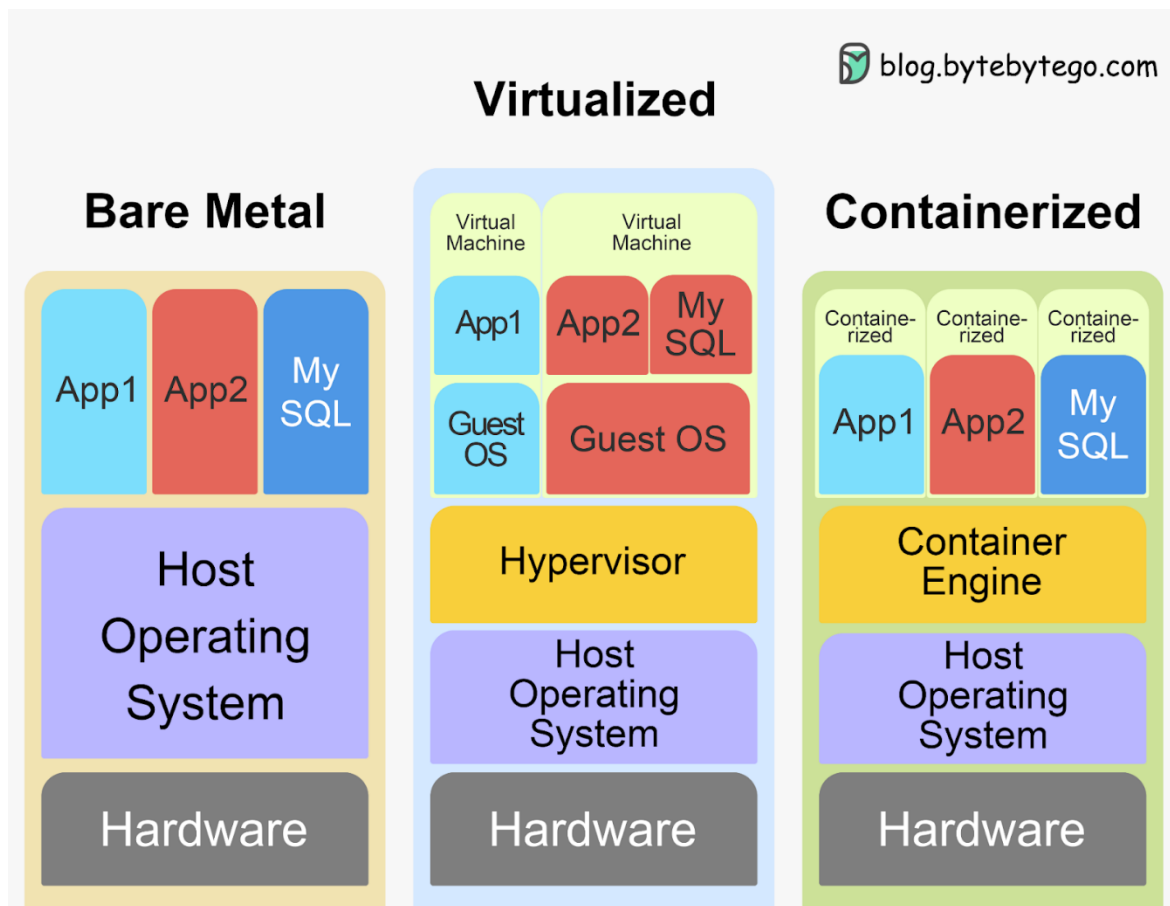 blog.bytebytego.com
Virtualized
Bare Metal
Containerized
App1
App2
My
SQL
Host
Operating
System
Hardware
Virtual
Machine
Virtual
Machine
App1
App2
My
SQL
Guest
OS
Guest OS
Hypervisor
Host
Operating
System
Hardware
Containe-
rized
Containe-
rized
Containe-
rized
App1
App2
My
SQL
Container
Engine
Host
Operating
System
Hardware